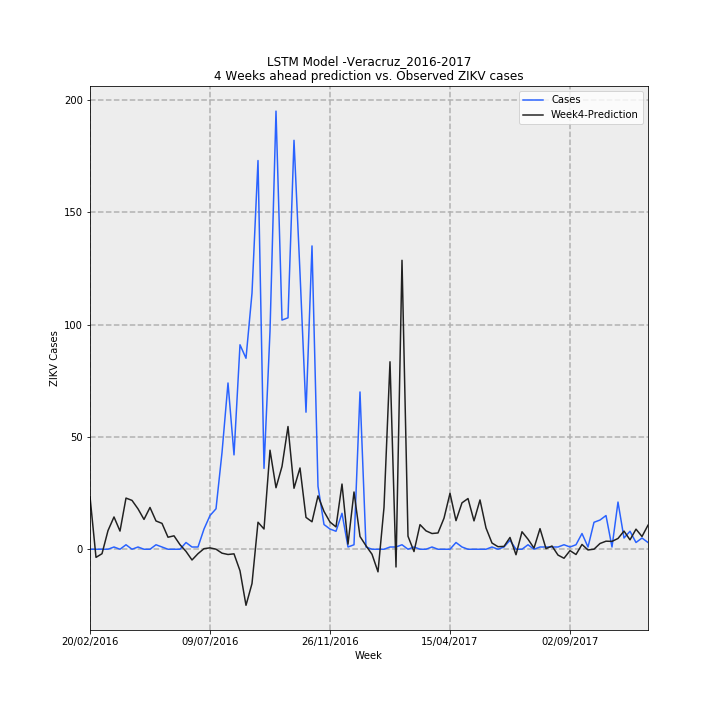 LSTM Model -Veracruz_2016-2017
4 Weeks ahead prediction vs. Observed ZIKV cases
Cases
Week4-Prediction
200
150
100
50
0
ZIKV Cases
20/02/2016 09/07/2016 26/11/2016 15/04/2017 02/09/2017
Week